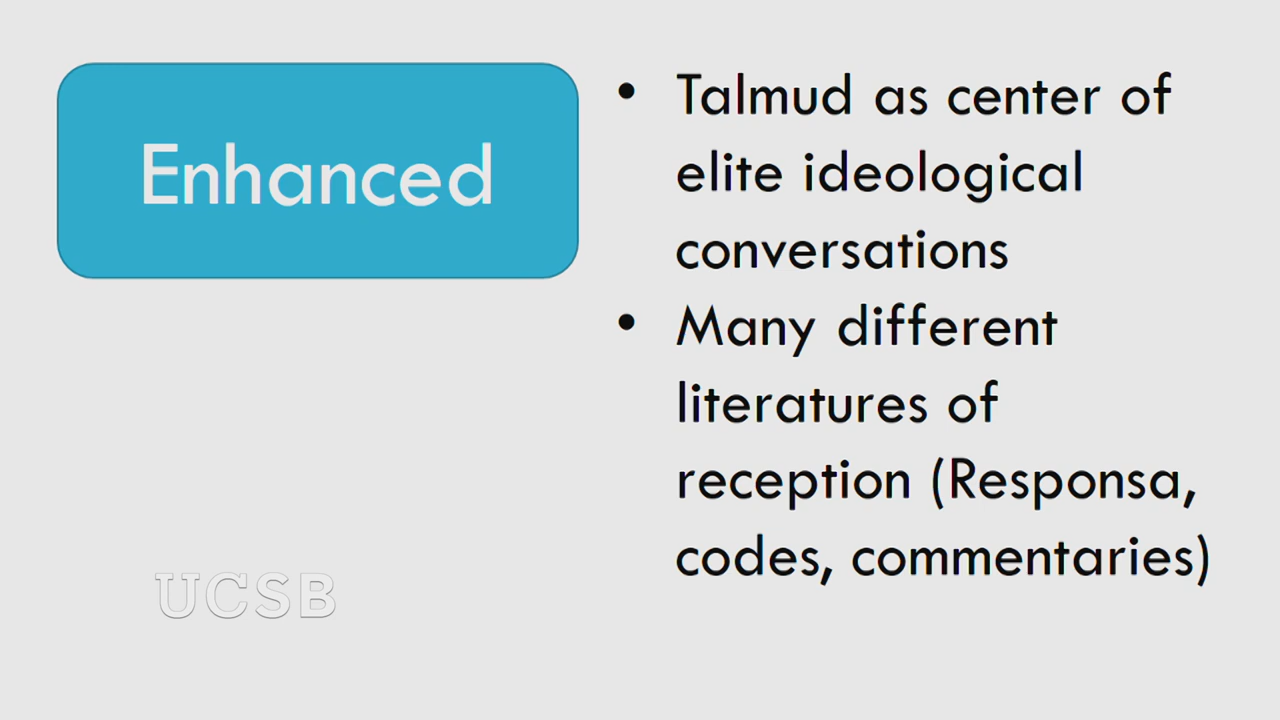 Enhanced
• Talmud as center of
elite ideological
conversations
• Many different
literatures of
reception (Responsa,
codes, commentaries)
UCSB